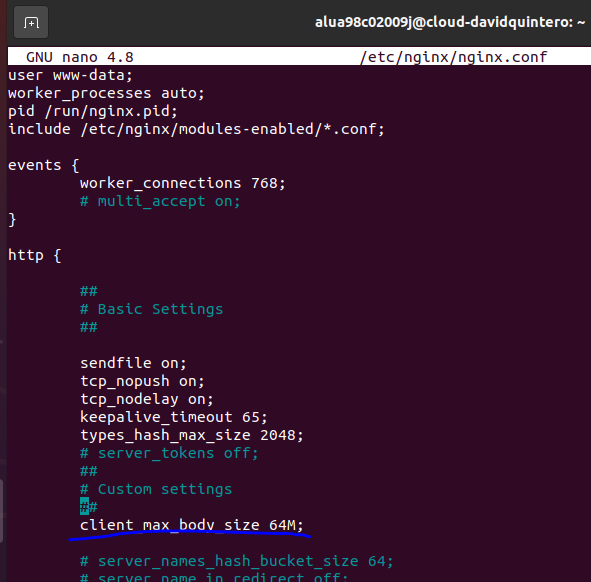 alua98c02009j@cloud-davidquintero: ~
GNU nano 4.8 /etc/nginx/nginx.conf
user www-data;
worker_processes auto;
pid /run/nginx.pid;
include /etc/nginx/modules-enabled/*.conf;
events {
worker_connections 768;
# multi_accept on;
}
http {
##
# Basic Settings
##
sendfile on;
tcp_nopush on;
tcp_nodelay on;
keepalive_timeout 65;
types_hash_max_size 2048;
# server_tokens off;
##
# Custom settings
##
client_max_body_size 64M;
# server_names_hash_bucket_size 64;
# server_name_in_redirect off;